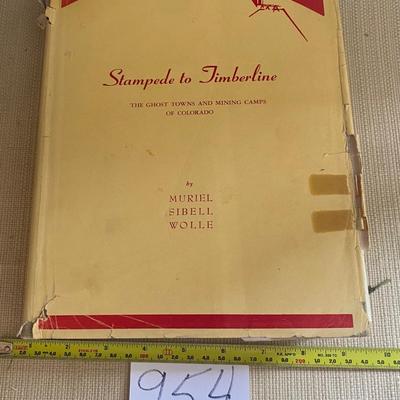 Stampede to Timberline
THE GHOST TOWNS AND MINING CAMPS
OF COLORADO
by
MURIEL
SIBELL
WOLLE
954